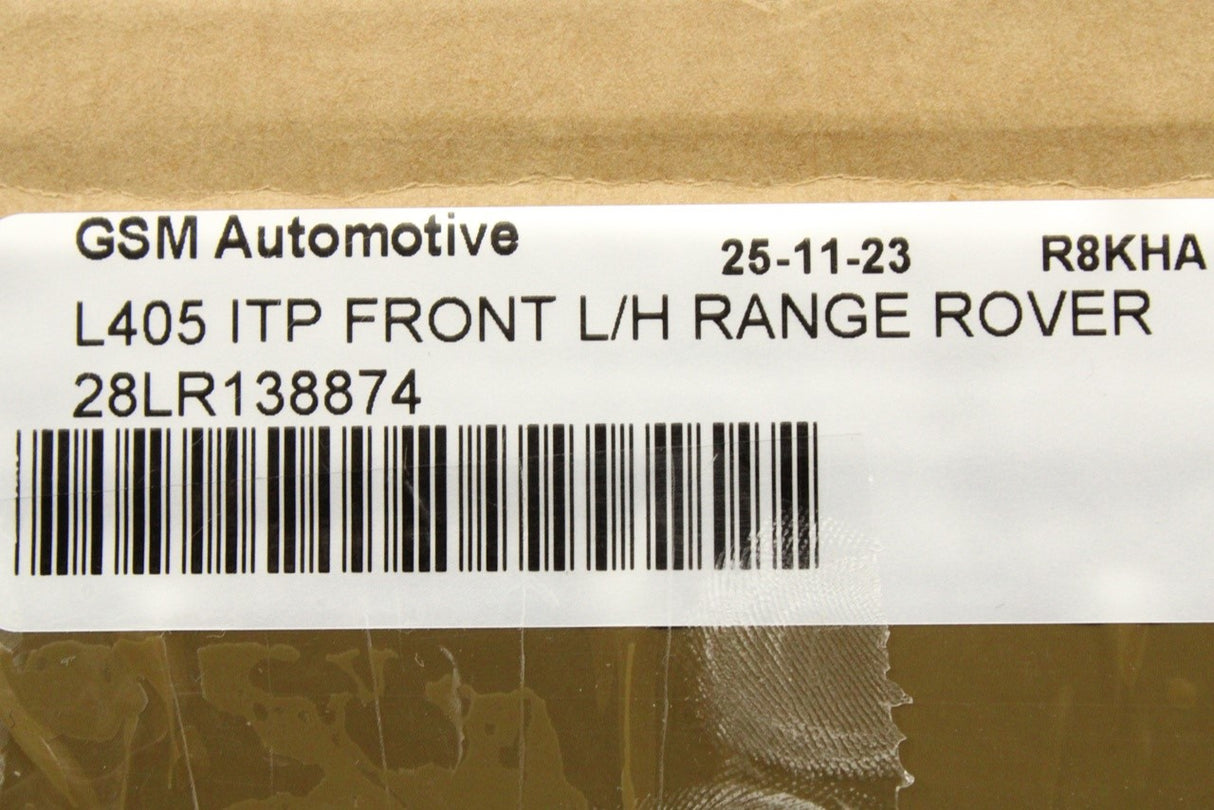 GSM Automotive 25-11-23 R8KHA
L405 ITP FRONT L/H RANGE ROVER
28LR138874